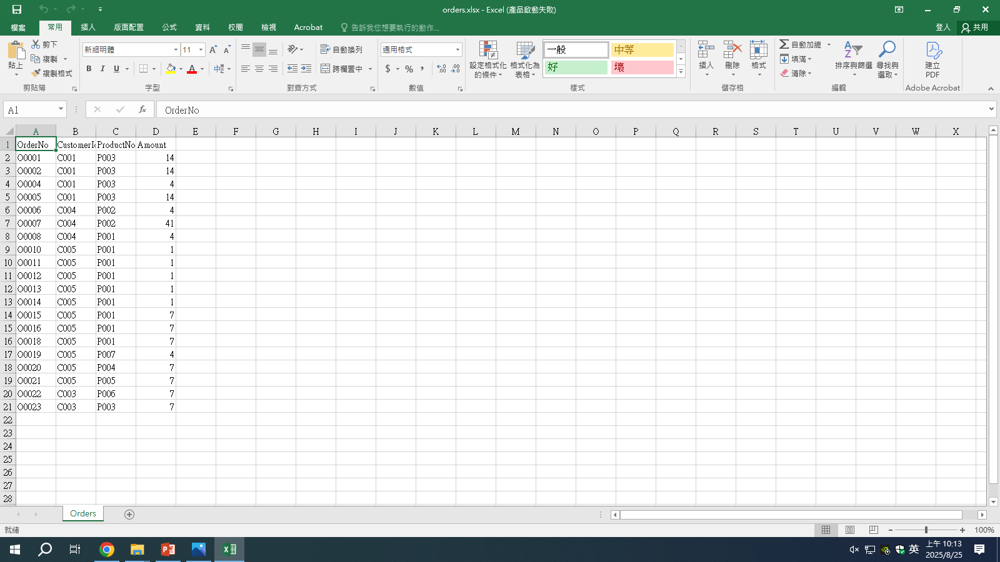 orders.xlsx - Excel (產品啟動失敗)
檔案 常用 插入 版面配置 公式 資料 校閱 檢視 Acrobat 告訴我您想要執行的動作... 登入 共用
貼上
剪下
複製
複製格式
剪貼簿
新細明體 11
B I U
字型
自動換列
跨欄置中
對齊方式
通用格式
$ % ,
數值
設定格式化的條件
格式化為表格
一般 中等
好 壞
樣式
插入 刪除 格式
儲存格
自動加總
填滿
清除
排序與篩選 尋找與選取
編輯
建立 PDF
Adobe Acrobat
A1 fx OrderNo
A B C D E F G H I J K L M N O P Q R S T U V W X
1 OrderNo CustomerI ProductNo Amount
2 O0001 C001 P003 14
3 O0002 C001 P003 14
4 O0004 C001 P003 4
5 O0005 C001 P003 14
6 O0006 C004 P002 4
7 O0007 C004 P002 41
8 O0008 C004 P001 4
9 O0010 C005 P001 1
10 O0011 C005 P001 1
11 O0012 C005 P001 1
12 O0013 C005 P001 1
13 O0014 C005 P001 1
14 O0015 C005 P001 7
15 O0016 C005 P001 7
16 O0018 C005 P001 7
17 O0019 C005 P007 4
18 O0020 C005 P004 7
19 O0021 C005 P005 7
20 O0022 C003 P006 7
21 O0023 C003 P003 7
22
23
24
25
26
27
28
Orders
就緒 100%
英 上午 10:13
2025/8/25